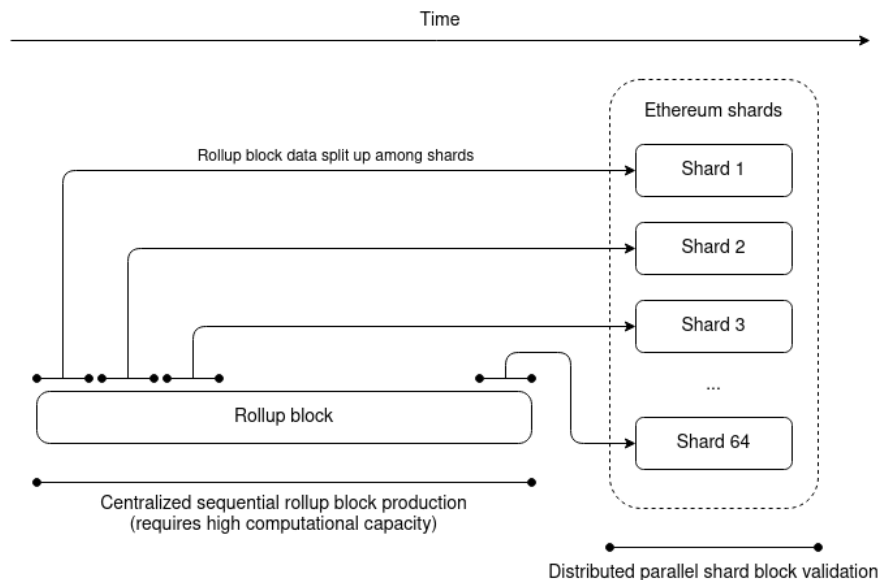 Time
Ethereum shards
Rollup block data split up among shards
Shard 1
Shard 2
Shard 3
...
Rollup block
Shard 64
Centralized sequential rollup block production
(requires high computational capacity)
Distributed parallel shard block validation